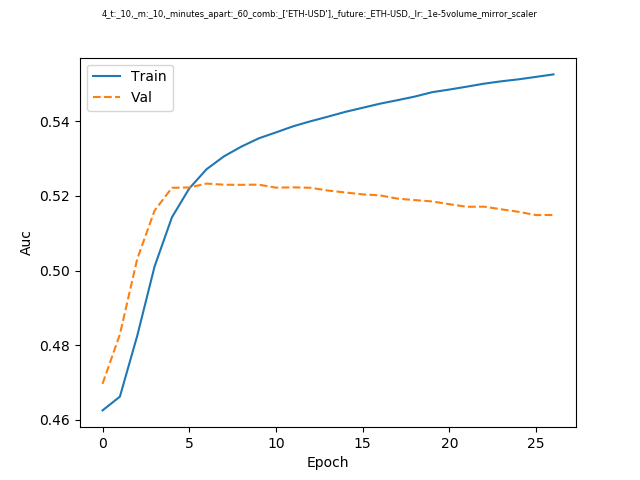 4_t:_10,_m:_10,_minutes_apart:_60_comb:_['ETH-USD'],_future:_ETH-USD,_lr:_1e-5volume_mirror_scaler
Train
Val
0.54
0.52
0.50
0.48
0.46
Auc
0 5 10 15 20 25
Epoch